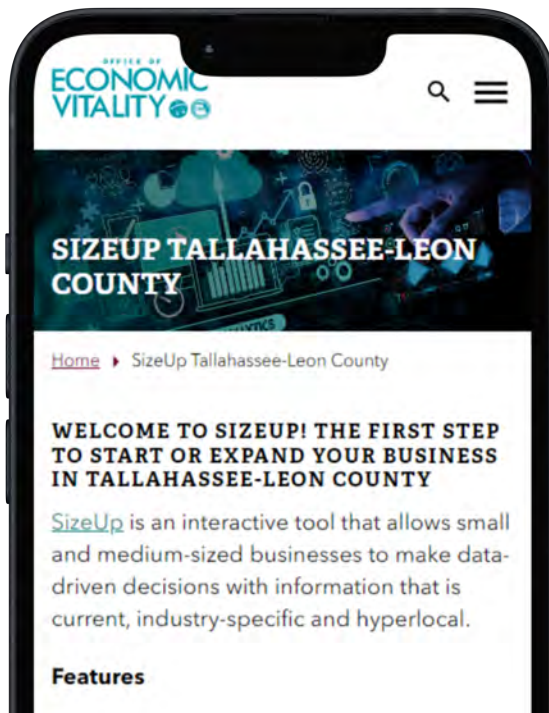 OFFICE OF
ECONOMIC
VITALITY
SIZEUP TALLAHASSEE-LEON
COUNTY
ANALYTICS
Home ▸ SizeUp Tallahassee-Leon County
WELCOME TO SIZEUP! THE FIRST STEP
TO START OR EXPAND YOUR BUSINESS
IN TALLAHASSEE-LEON COUNTY
SizeUp is an interactive tool that allows small
and medium-sized businesses to make data-
driven decisions with information that is
current, industry-specific and hyperlocal.
Features